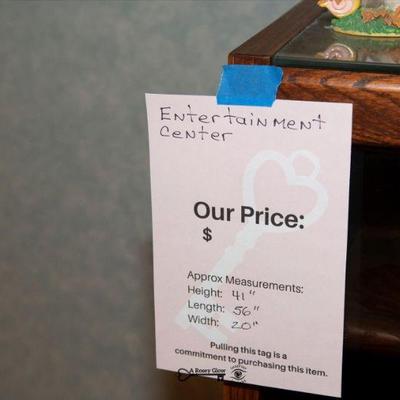 Entertainment
Center
Our Price:
$
Approx Measurements:
Height: 41"
Length: 56"
Width: 20"
Pulling this tag is a
commitment to purchasing this item.
A Rosey Glow